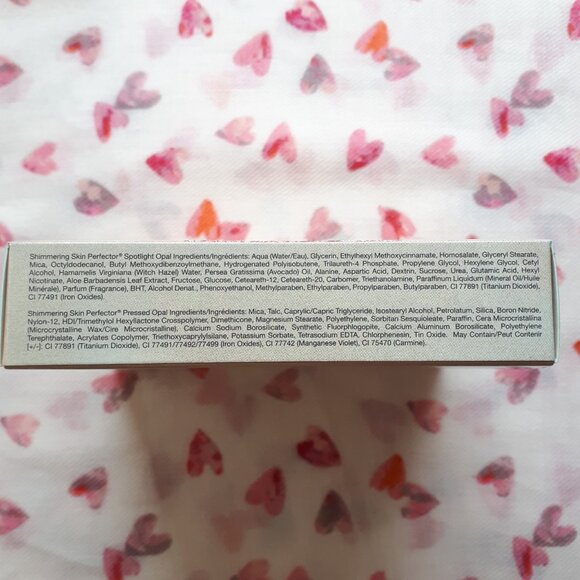 Shimmering Skin Perfector® Spotlight Opal Ingredients/Ingrédients: Aqua (Water/Eau), Glycerin, Ethylhexyl Methoxycinnamate, Homosalate, Glyceryl Stearate,
Mica, Octyldodecanol, Butyl Methoxydibenzoylmethane, Hydrogenated Polyisobutene, Trilaureth-4 Phosphate, Propylene Glycol, Hexylene Glycol, Cetyl
Alcohol, Hamamelis Virginiana (Witch Hazel) Water, Persea Gratissima (Avocado) Oil, Alanine, Aspartic Acid, Dextrin, Sucrose, Urea, Glutamic Acid, Hexyl
Nicotinate, Aloe Barbadensis Leaf Extract, Fructose, Glucose, Ceteareth-12, Ceteareth-20, Carbomer, Triethanolamine, Paraffinum Liquidum (Mineral Oil/Huile
Minérale), Parfum (Fragrance), BHT, Alcohol Denat., Phenoxyethanol, Methylparaben, Ethylparaben, Propylparaben, Butylparaben, CI 77891 (Titanium Dioxide),
CI 77491 (Iron Oxides).
Shimmering Skin Perfector® Pressed Opal Ingredients/Ingrédients: Mica, Talc, Caprylic/Capric Triglyceride, Isostearyl Alcohol, Petrolatum, Silica, Boron Nitride,
Nylon-12, HDI/Trimethylol Hexyllactone Crosspolymer, Dimethicone, Magnesium Stearate, Polyethylene, Sorbitan Sesquioleate, Paraffin, Cera Microcristallina
(Microcrystalline Wax/Cire Microcristalline), Calcium Sodium Borosilicate, Synthetic Fluorphlogopite, Calcium Aluminum Borosilicate, Polyethylene
Terephthalate, Acrylates Copolymer, Triethoxycaprylylsilane, Potassium Sorbate, Tetrasodium EDTA, Chlorphenesin, Tin Oxide. May Contain/Peut Contenir
[+/-]: CI 77891 (Titanium Dioxide), CI 77491/77492/77499 (Iron Oxides), CI 77742 (Manganese Violet), CI 75470 (Carmine).